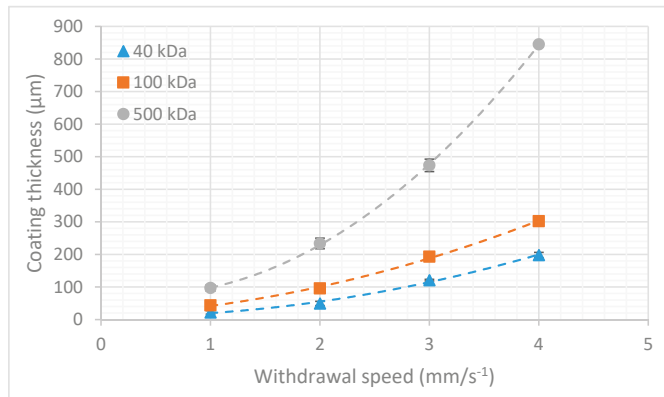 900
800
700
600
500
400
300
200
100
0
Coating thickness (µm)
40 kDa
100 kDa
500 kDa
0 1 2 3 4 5
Withdrawal speed (mm/s⁻¹)